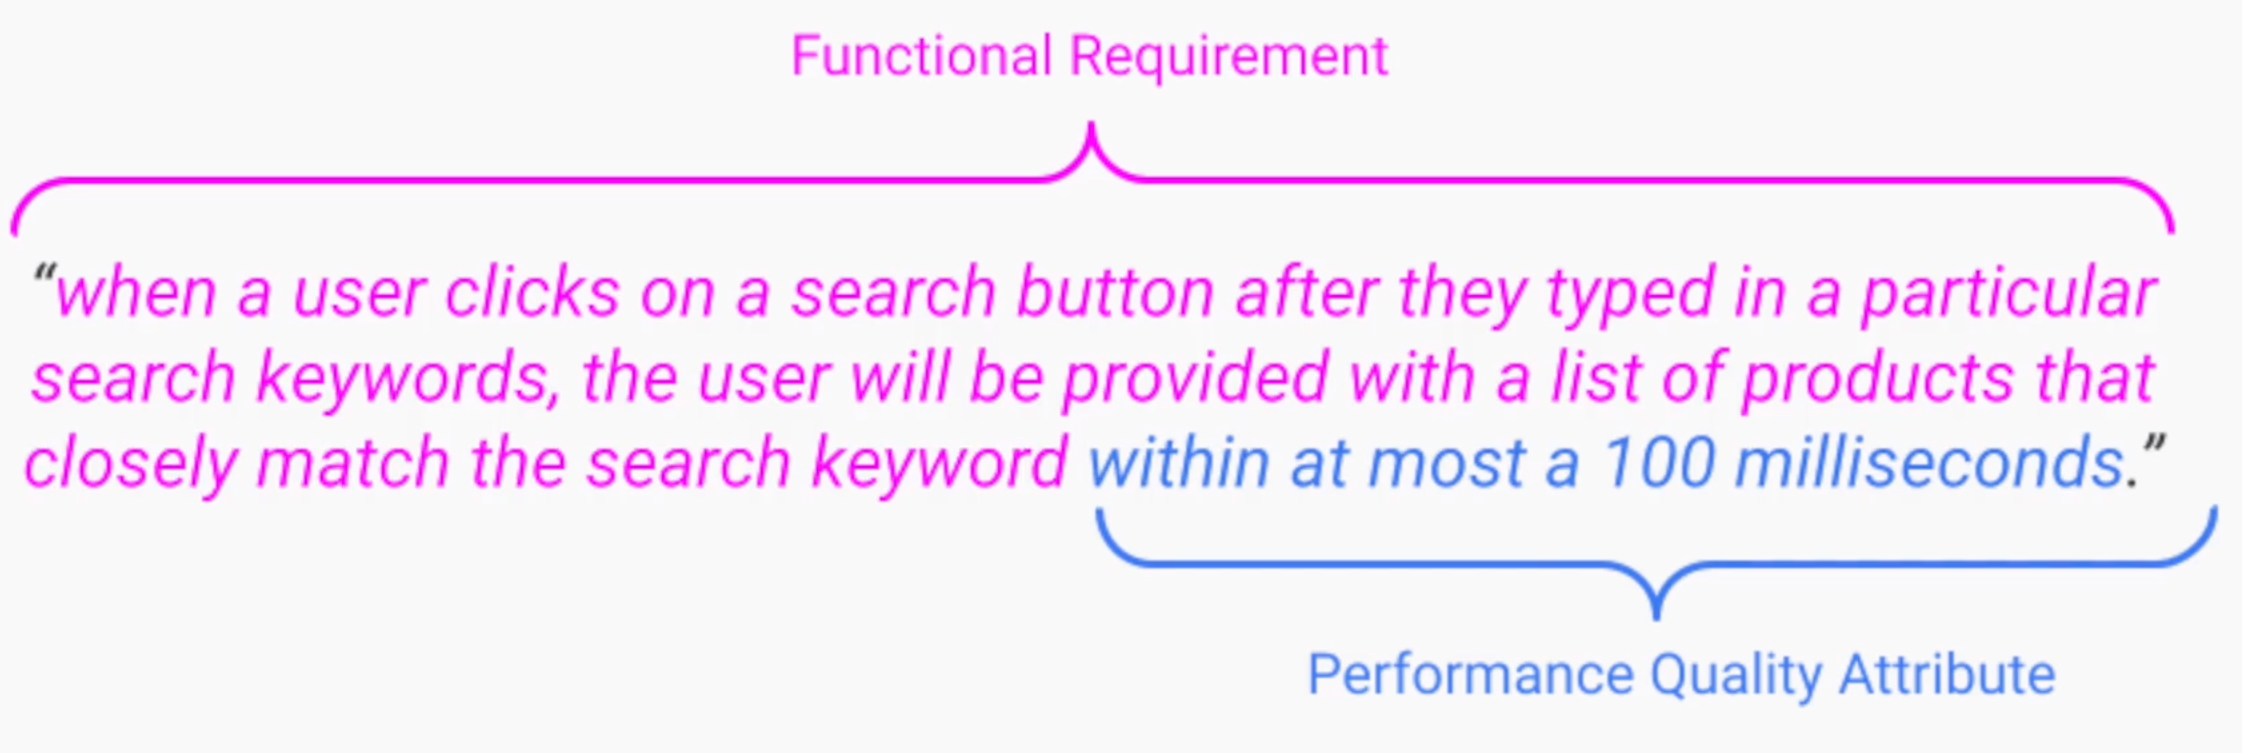 Functional Requirement
“when a user clicks on a search button after they typed in a particular
search keywords, the user will be provided with a list of products that
closely match the search keyword within at most a 100 milliseconds.”
Performance Quality Attribute